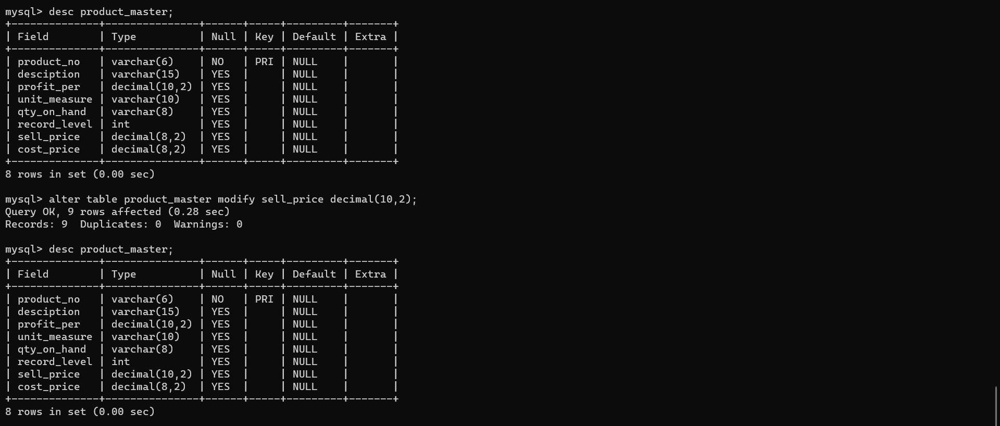 mysql> desc product_master;
+--------------+---------------+------+-----+---------+-------+
| Field        | Type          | Null | Key | Default | Extra |
+--------------+---------------+------+-----+---------+-------+
| product_no   | varchar(6)    | NO   | PRI | NULL    |       |
| desciption   | varchar(15)   | YES  |     | NULL    |       |
| profit_per   | decimal(10,2) | YES  |     | NULL    |       |
| unit_measure | varchar(10)   | YES  |     | NULL    |       |
| qty_on_hand  | varchar(8)    | YES  |     | NULL    |       |
| record_level | int           | YES  |     | NULL    |       |
| sell_price   | decimal(8,2)  | YES  |     | NULL    |       |
| cost_price   | decimal(8,2)  | YES  |     | NULL    |       |
+--------------+---------------+------+-----+---------+-------+
8 rows in set (0.00 sec)

mysql> alter table product_master modify sell_price decimal(10,2);
Query OK, 9 rows affected (0.28 sec)
Records: 9  Duplicates: 0  Warnings: 0

mysql> desc product_master;
+--------------+---------------+------+-----+---------+-------+
| Field        | Type          | Null | Key | Default | Extra |
+--------------+---------------+------+-----+---------+-------+
| product_no   | varchar(6)    | NO   | PRI | NULL    |       |
| desciption   | varchar(15)   | YES  |     | NULL    |       |
| profit_per   | decimal(10,2) | YES  |     | NULL    |       |
| unit_measure | varchar(10)   | YES  |     | NULL    |       |
| qty_on_hand  | varchar(8)    | YES  |     | NULL    |       |
| record_level | int           | YES  |     | NULL    |       |
| sell_price   | decimal(10,2) | YES  |     | NULL    |       |
| cost_price   | decimal(8,2)  | YES  |     | NULL    |       |
+--------------+---------------+------+-----+---------+-------+
8 rows in set (0.00 sec)